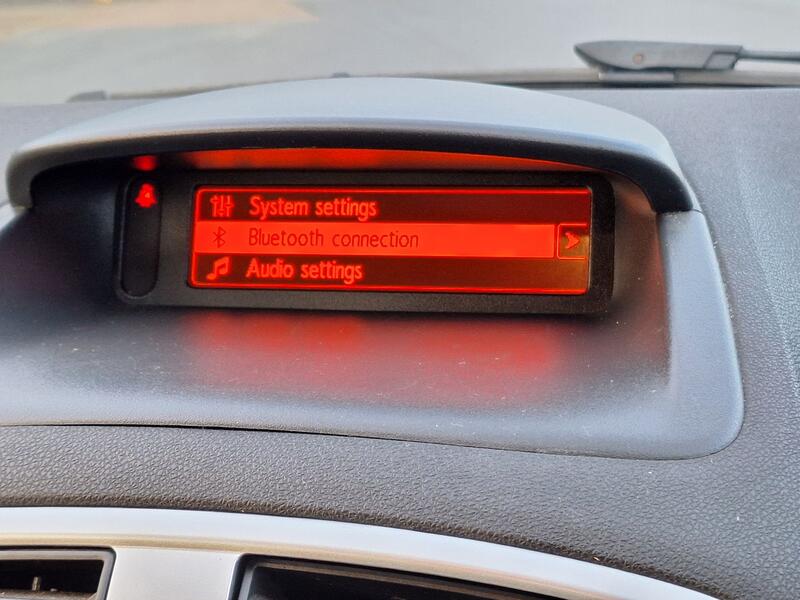 System settings
Bluetooth connection
Audio settings